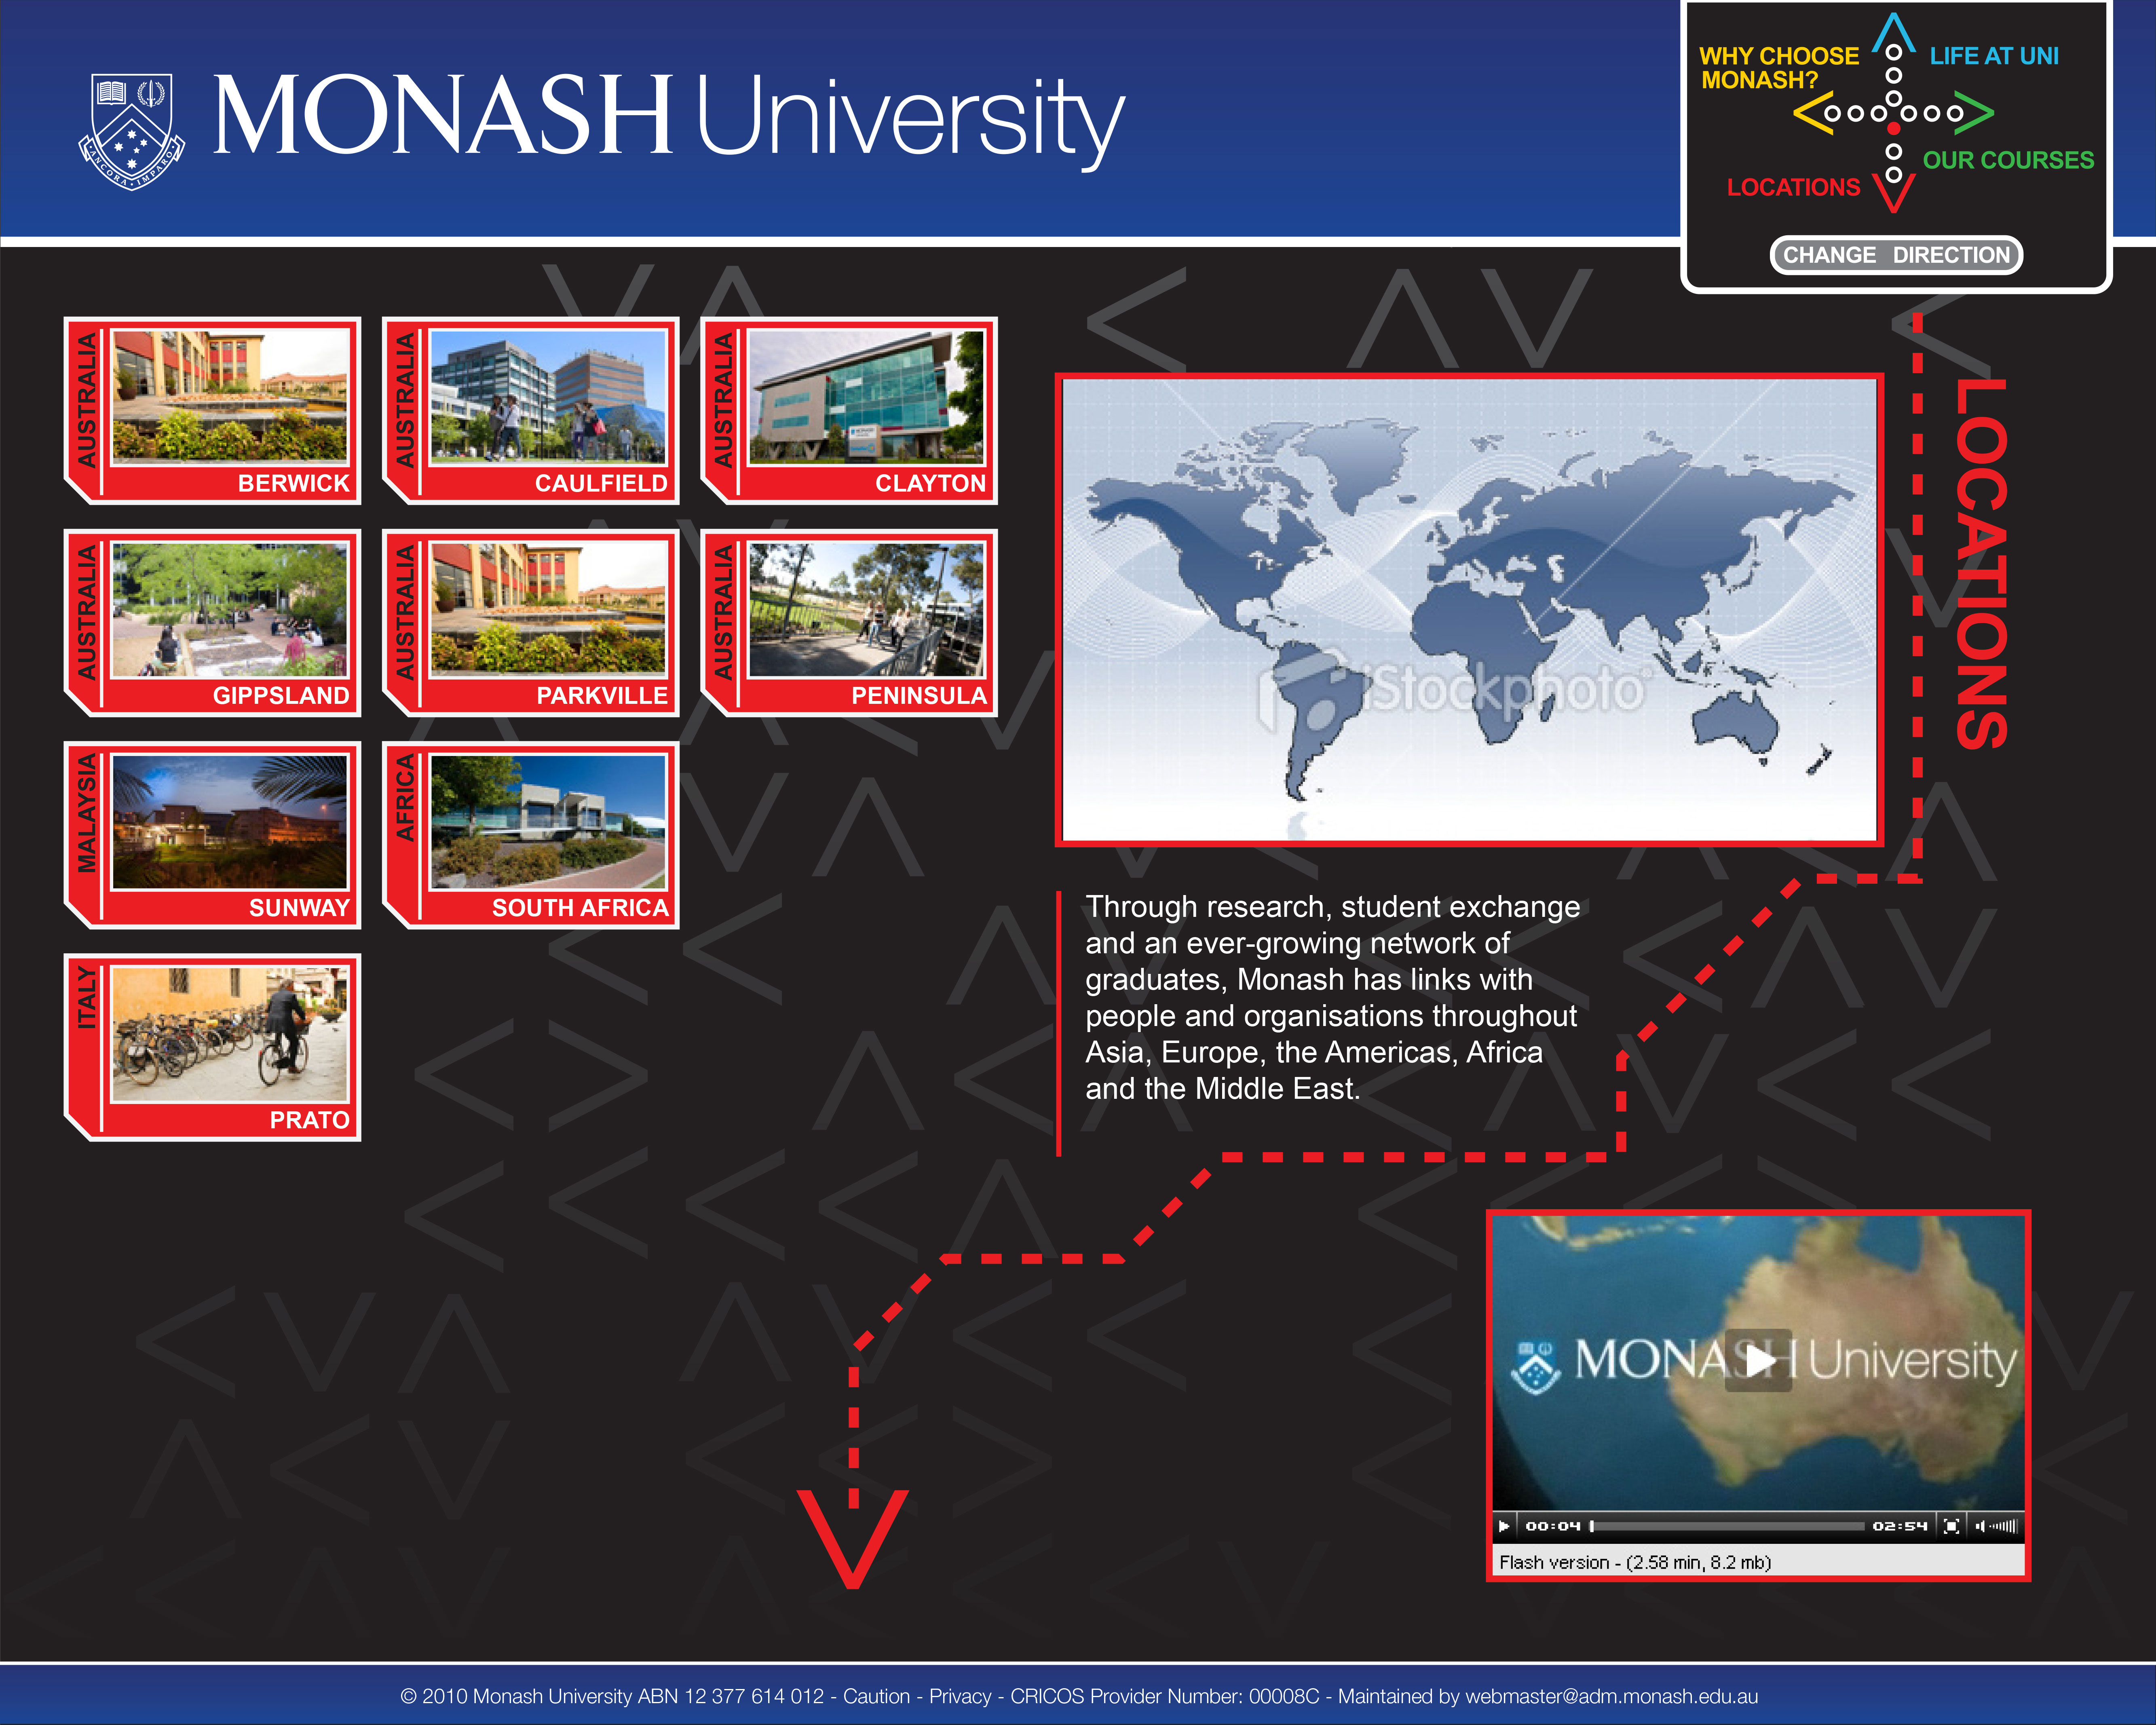 MONASH University
ANCORA IMPARO
WHY CHOOSE
MONASH?
LIFE AT UNI
OUR COURSES
LOCATIONS
CHANGE DIRECTION
AUSTRALIA
BERWICK
AUSTRALIA
CAULFIELD
AUSTRALIA
CLAYTON
AUSTRALIA
GIPPSLAND
AUSTRALIA
PARKVILLE
AUSTRALIA
PENINSULA
MALAYSIA
SUNWAY
AFRICA
SOUTH AFRICA
ITALY
PRATO
iStockphoto
LOCATIONS
Through research, student exchange
and an ever-growing network of
graduates, Monash has links with
people and organisations throughout
Asia, Europe, the Americas, Africa
and the Middle East.
MONASH University
00:04
02:54
Flash version - (2.58 min, 8.2 mb)
© 2010 Monash University ABN 12 377 614 012 - Caution - Privacy - CRICOS Provider Number: 00008C - Maintained by webmaster@adm.monash.edu.au